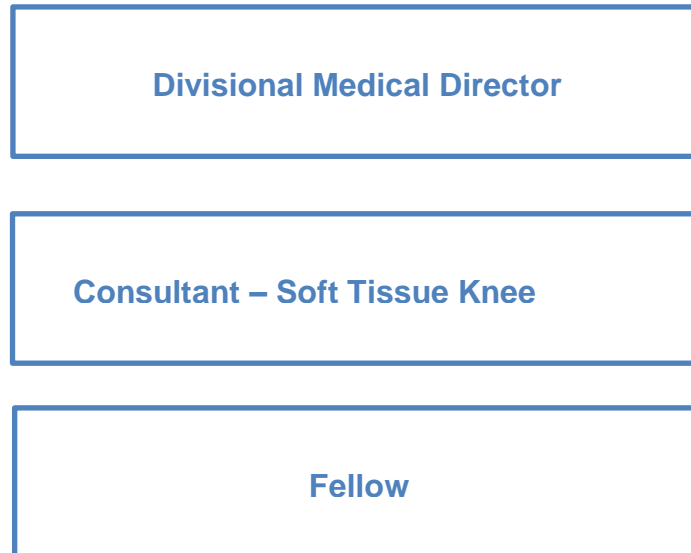 Divisional Medical Director
Consultant – Soft Tissue Knee
Fellow